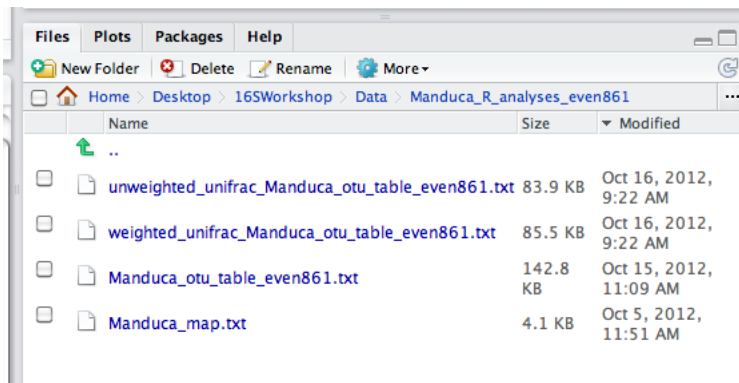 Files Plots Packages Help
New Folder Delete Rename More
Home > Desktop > 16SWorkshop > Data > Manduca_R_analyses_even861 ...
Name Size Modified
..
unweighted_unifrac_Manduca_otu_table_even861.txt 83.9 KB Oct 16, 2012, 9:22 AM
weighted_unifrac_Manduca_otu_table_even861.txt 85.5 KB Oct 16, 2012, 9:22 AM
Manduca_otu_table_even861.txt 142.8 KB Oct 15, 2012, 11:09 AM
Manduca_map.txt 4.1 KB Oct 5, 2012, 11:51 AM